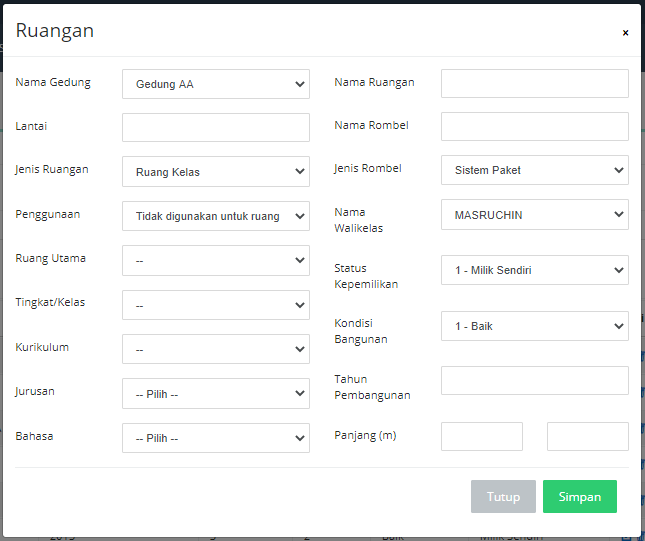 Ruangan
×
Nama Gedung
Gedung AA
Nama Ruangan
Lantai
Nama Rombel
Jenis Ruangan
Ruang Kelas
Jenis Rombel
Sistem Paket
Penggunaan
Tidak digunakan untuk ruang
Nama
Walikelas
MASRUCHIN
Ruang Utama
--
Status
Kepemilikan
1 - Milik Sendiri
Tingkat/Kelas
--
Kurikulum
--
Kondisi
Bangunan
1 - Baik
Jurusan
-- Pilih --
Tahun
Pembangunan
Bahasa
-- Pilih --
Panjang (m)
Tutup
Simpan